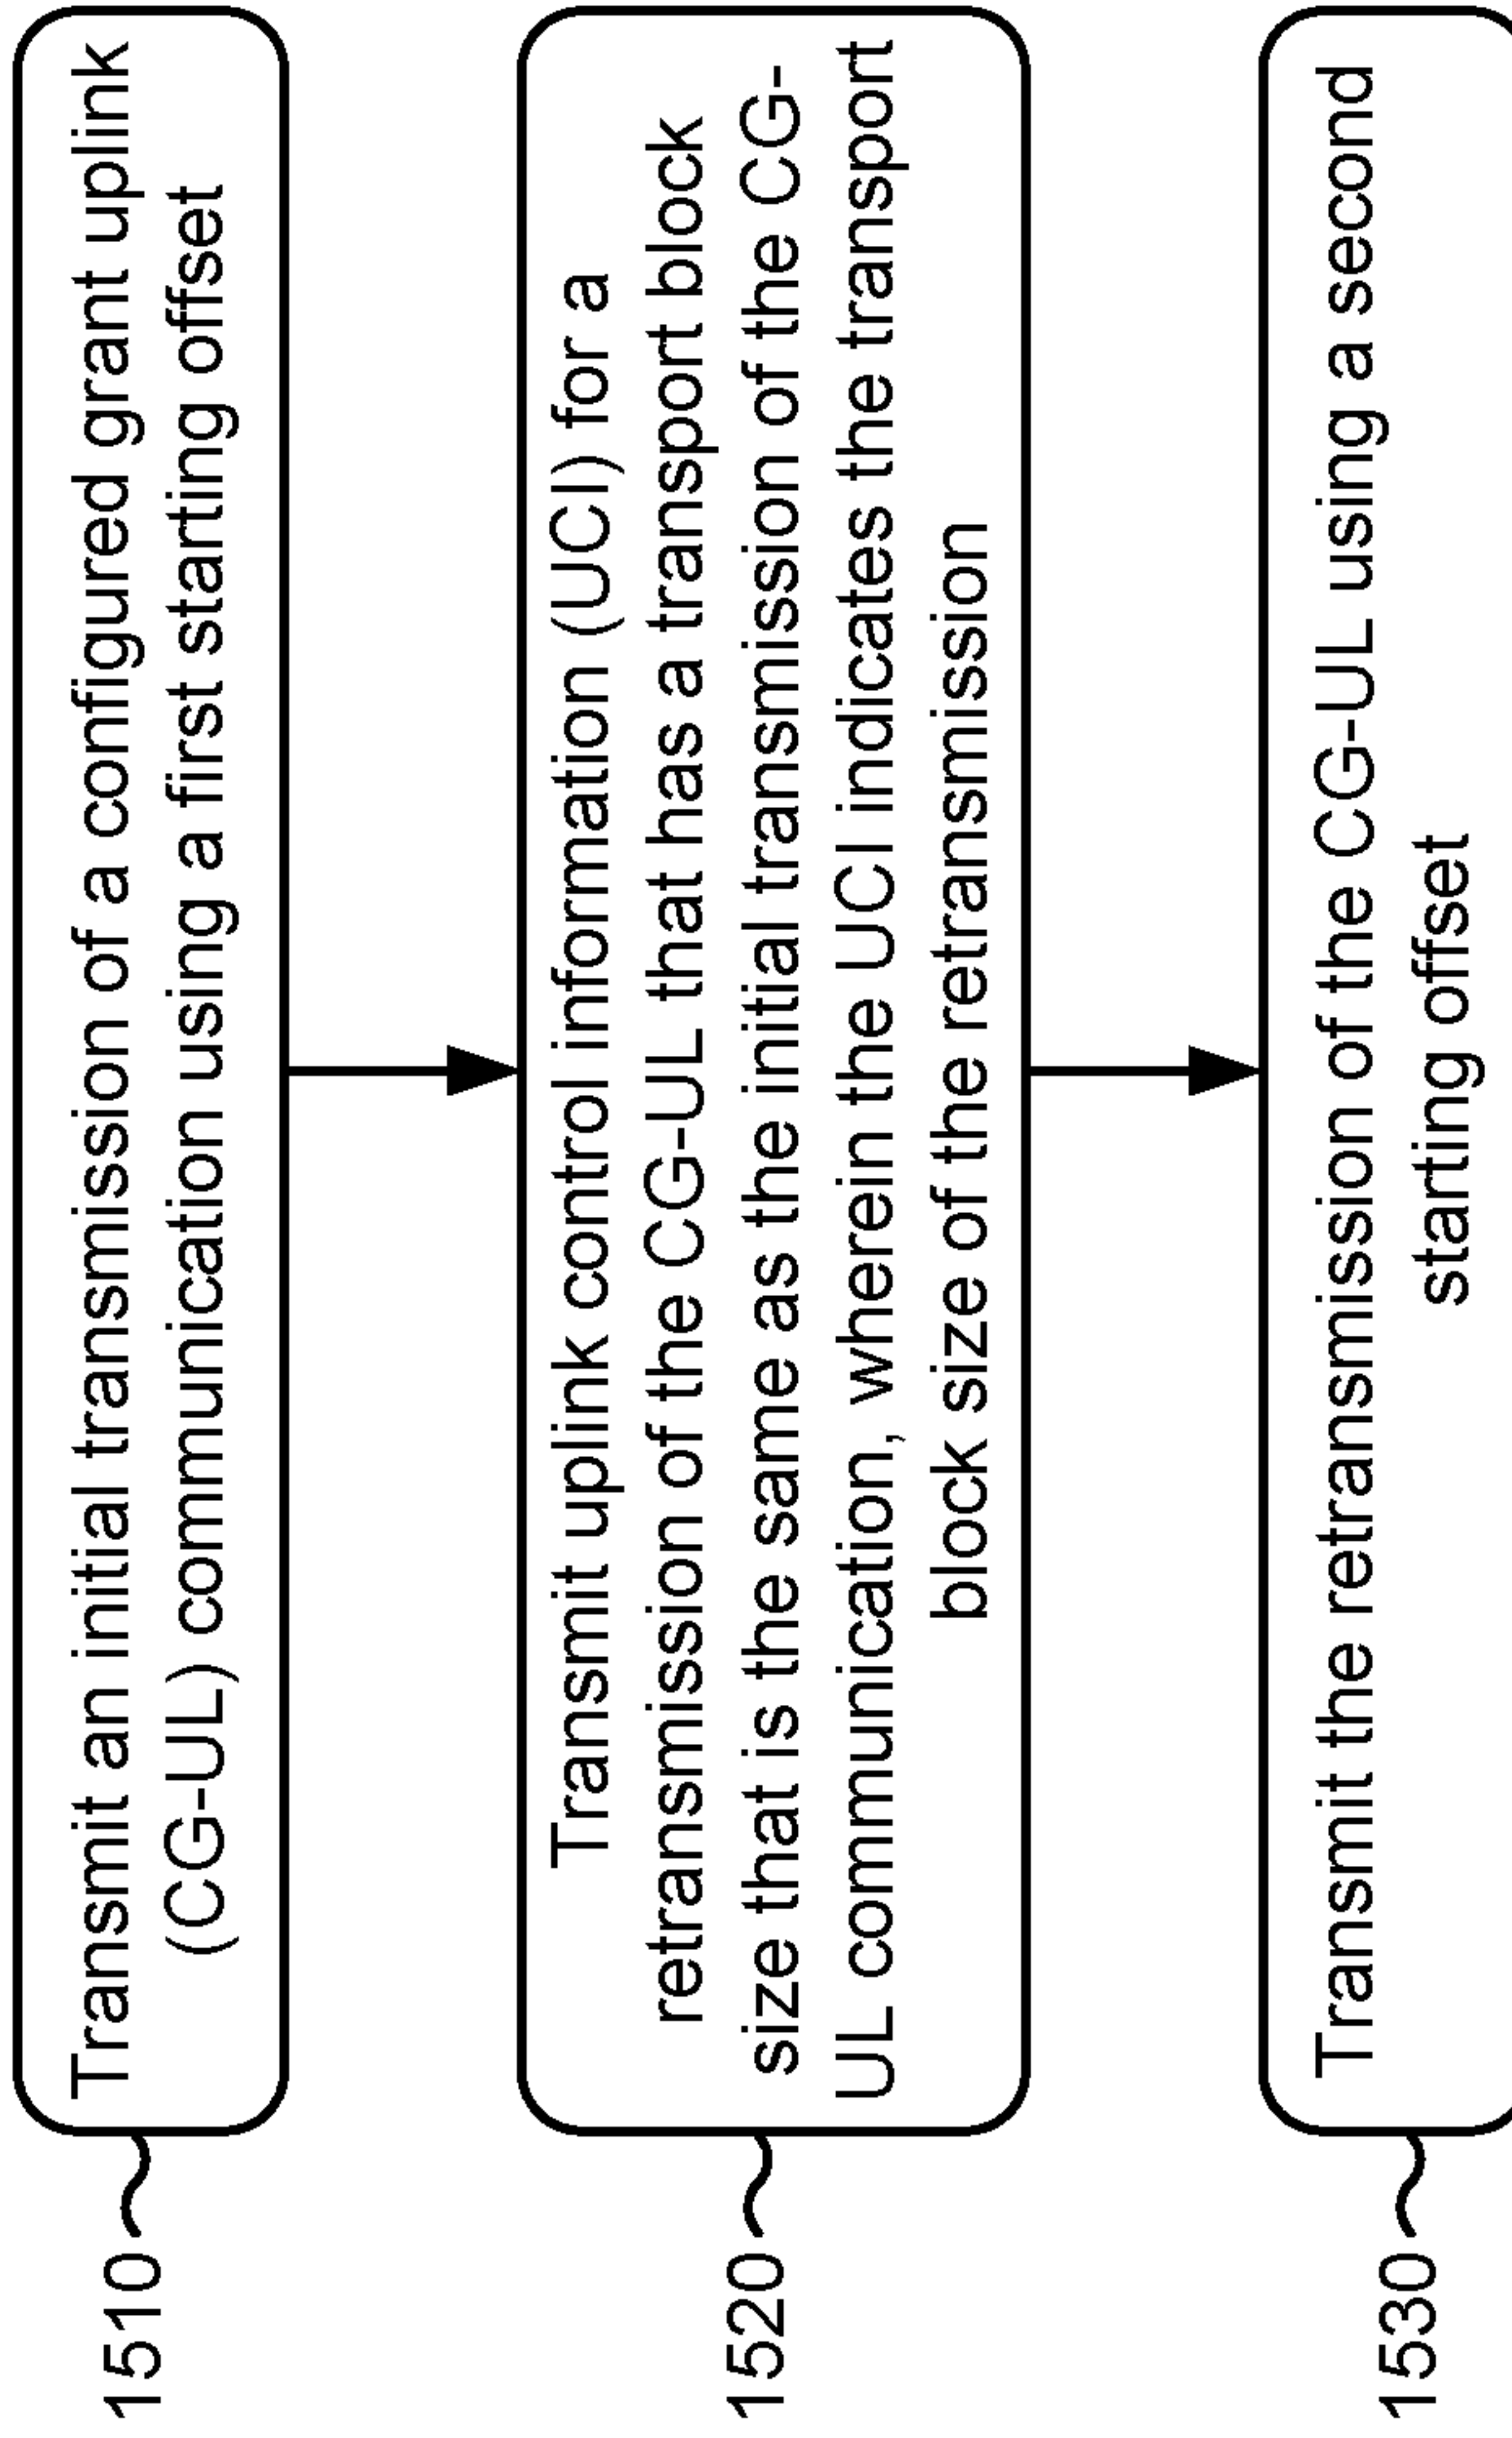 1510
Transmit an initial transmission of a configured grant uplink
(CG-UL) communication using a first starting offset
1520
Transmit uplink control information (UCI) for a
retransmission of the CG-UL that has a transport block
size that is the same as the initial transmission of the CG-
UL communication, wherein the UCI indicates the transport
block size of the retransmission
1530
Transmit the retransmission of the CG-UL using a second
starting offset